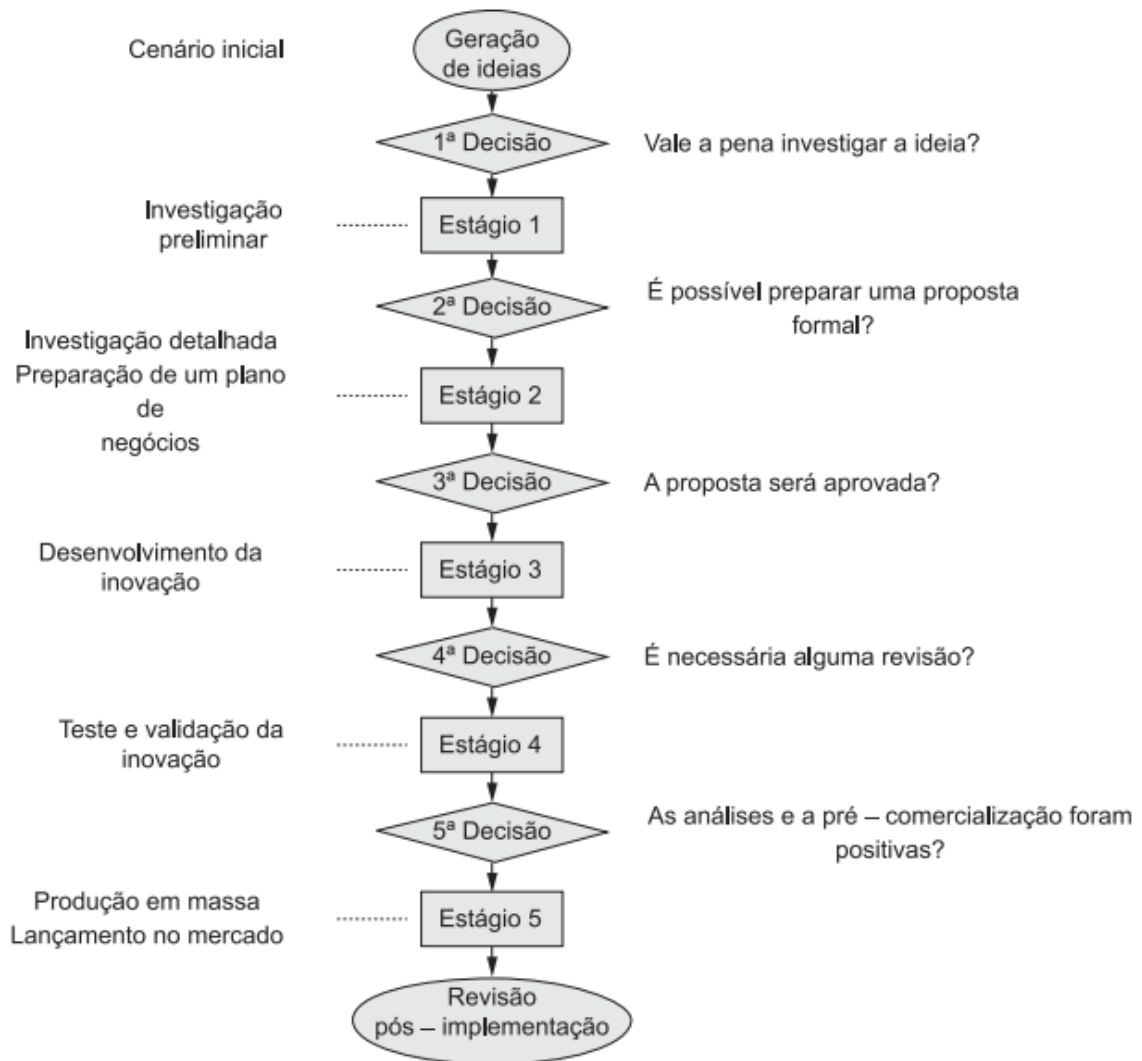 Cenário inicial
Geração
de ideias
1ª Decisão
Vale a pena investigar a ideia?
Investigação
preliminar
Estágio 1
2ª Decisão
É possível preparar uma proposta
formal?
Investigação detalhada
Preparação de um plano
de
negócios
Estágio 2
3ª Decisão
A proposta será aprovada?
Desenvolvimento da
inovação
Estágio 3
4ª Decisão
É necessária alguma revisão?
Teste e validação da
inovação
Estágio 4
5ª Decisão
As análises e a pré – comercialização foram
positivas?
Produção em massa
Lançamento no mercado
Estágio 5
Revisão
pós – implementação